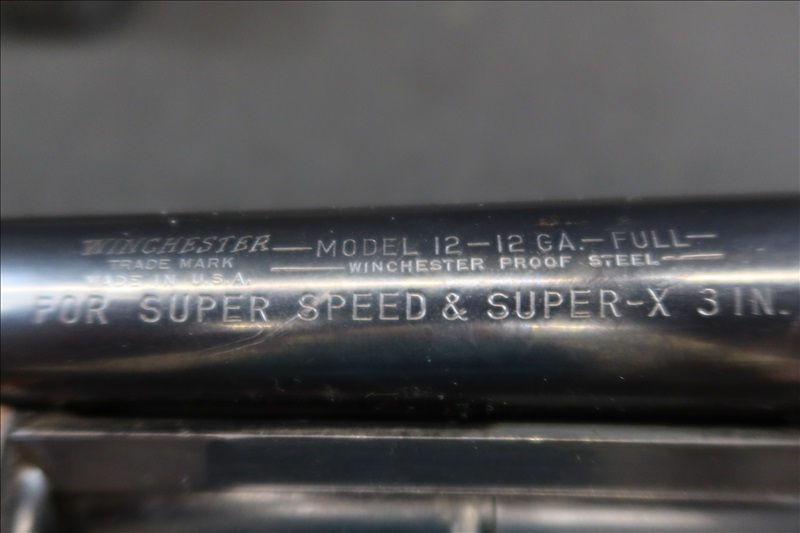 WINCHESTER — MODEL 12–12 GA.– FULL —
TRADE MARK — WINCHESTER PROOF STEEL —
MADE IN U.S.A.
FOR SUPER SPEED & SUPER-X 3 IN.